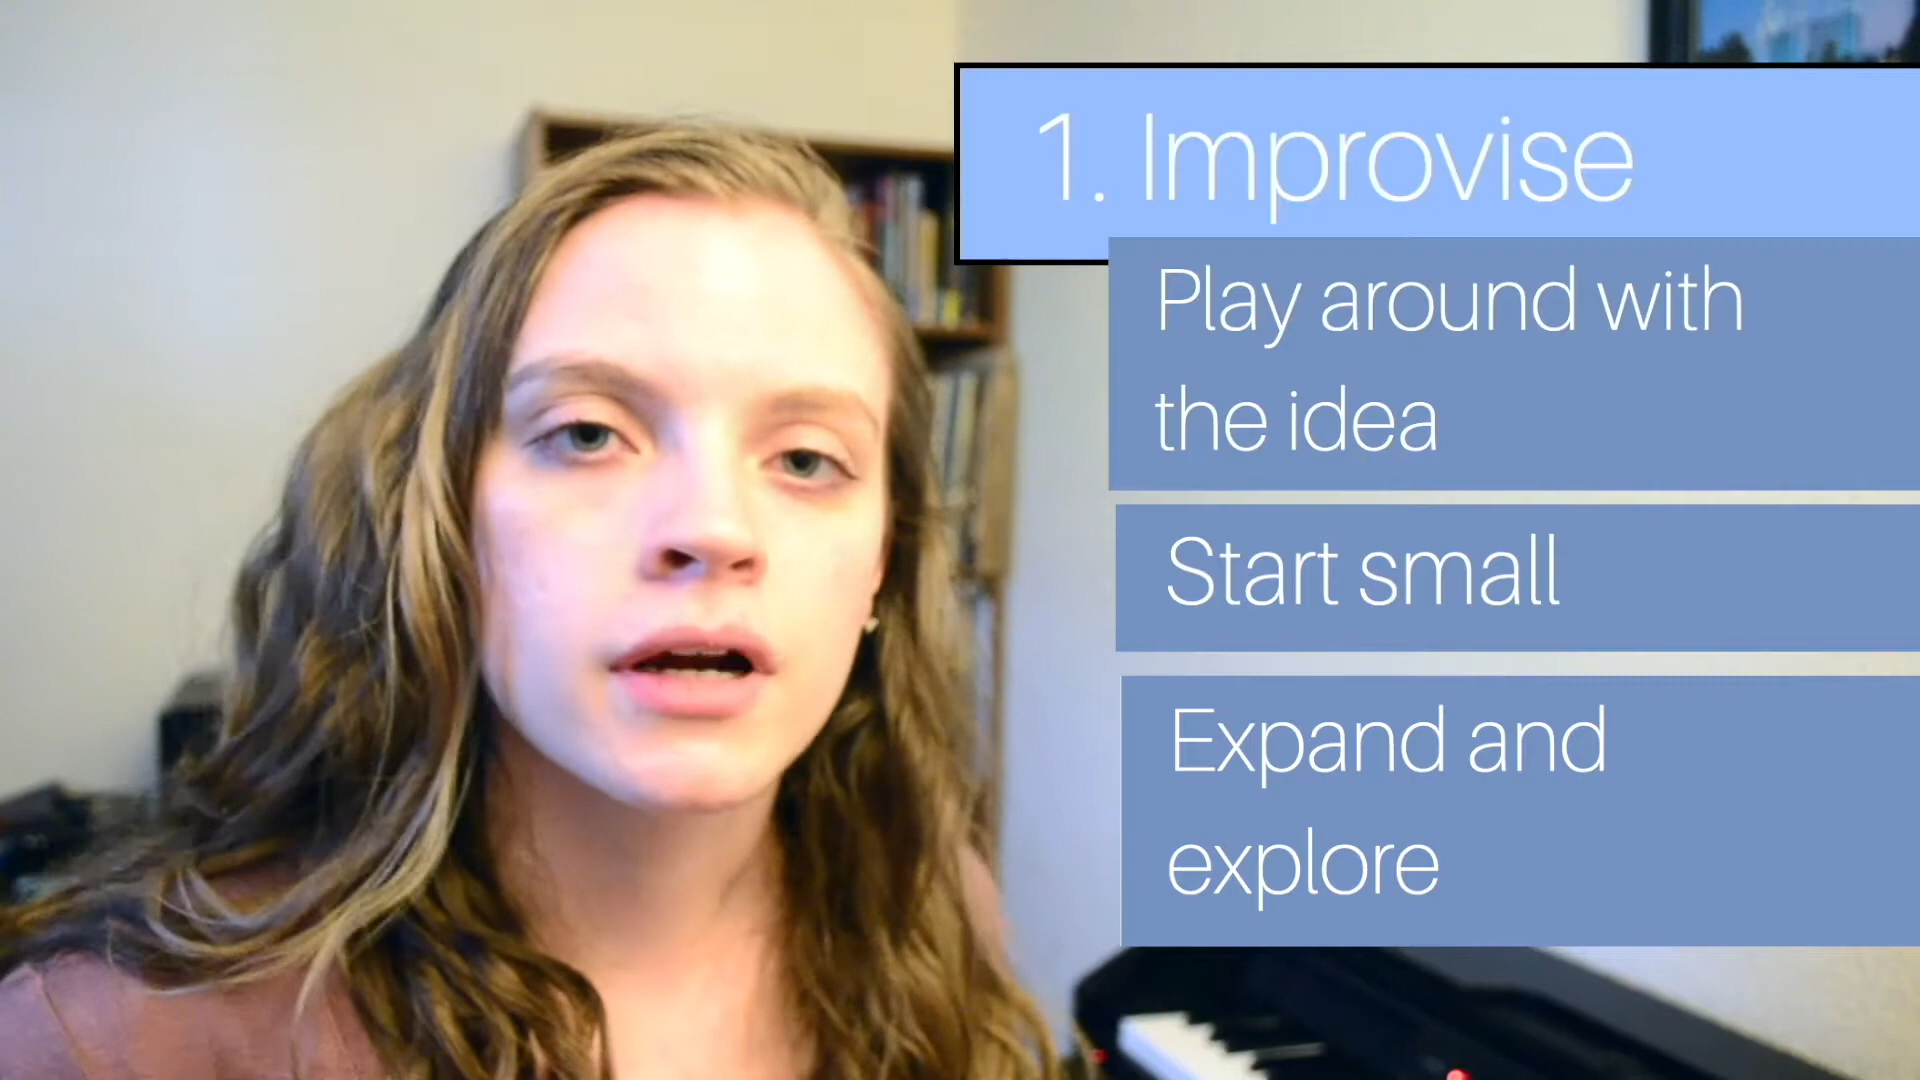 1. Improvise
Play around with
the idea
Start small
Expand and
explore